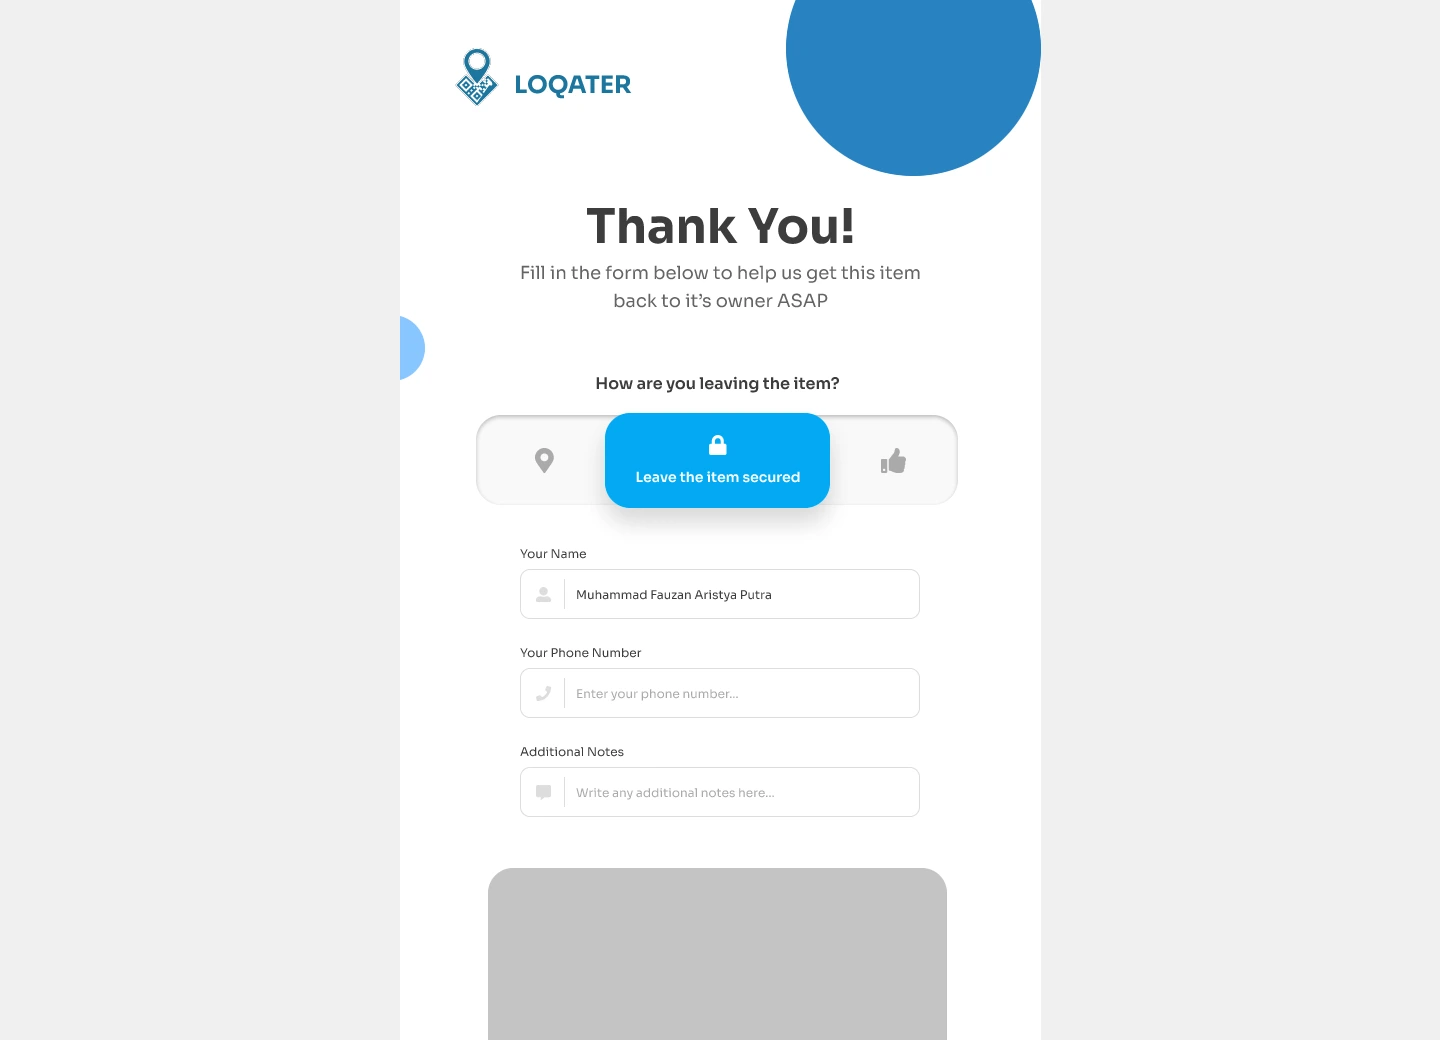 LOQATER
Thank You!
Fill in the form below to help us get this item
back to it’s owner ASAP
How are you leaving the item?
Leave the item secured
Your Name
Muhammad Fauzan Aristya Putra
Your Phone Number
Enter your phone number...
Additional Notes
Write any additional notes here...